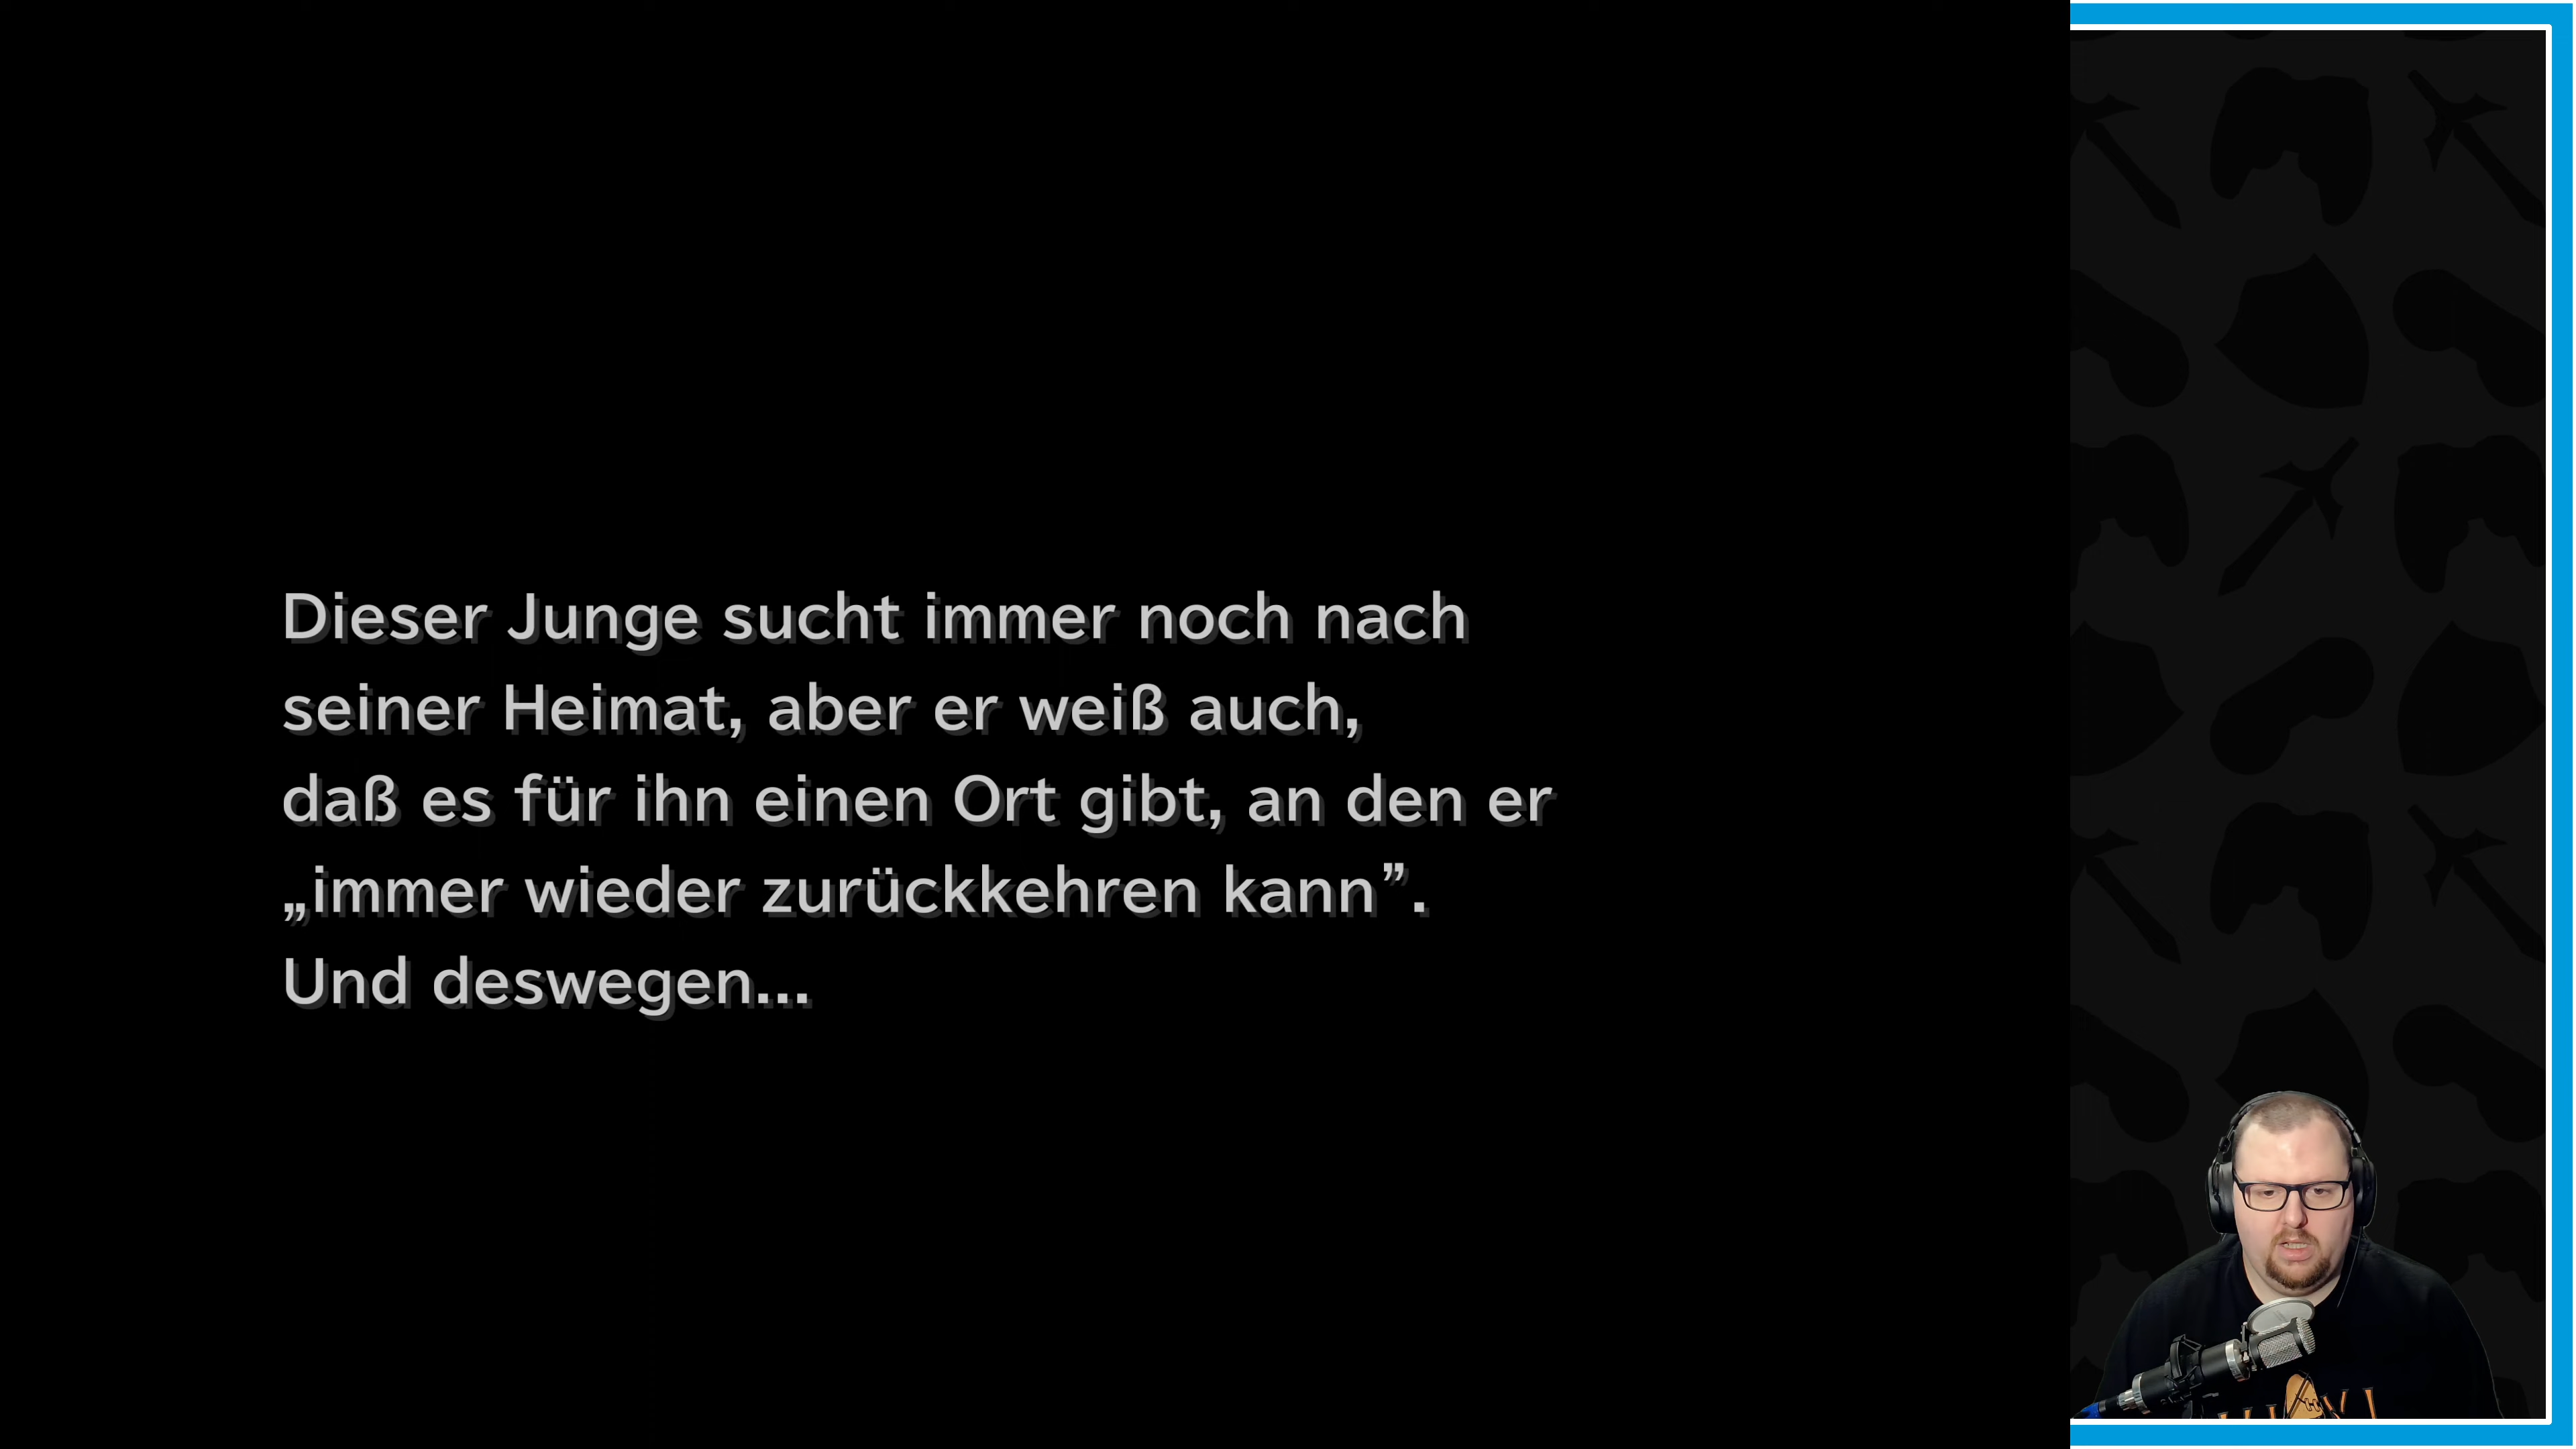 Dieser Junge sucht immer noch nach
seiner Heimat, aber er weiß auch,
daß es für ihn einen Ort gibt, an den er
„immer wieder zurückkehren kann”.
Und deswegen...